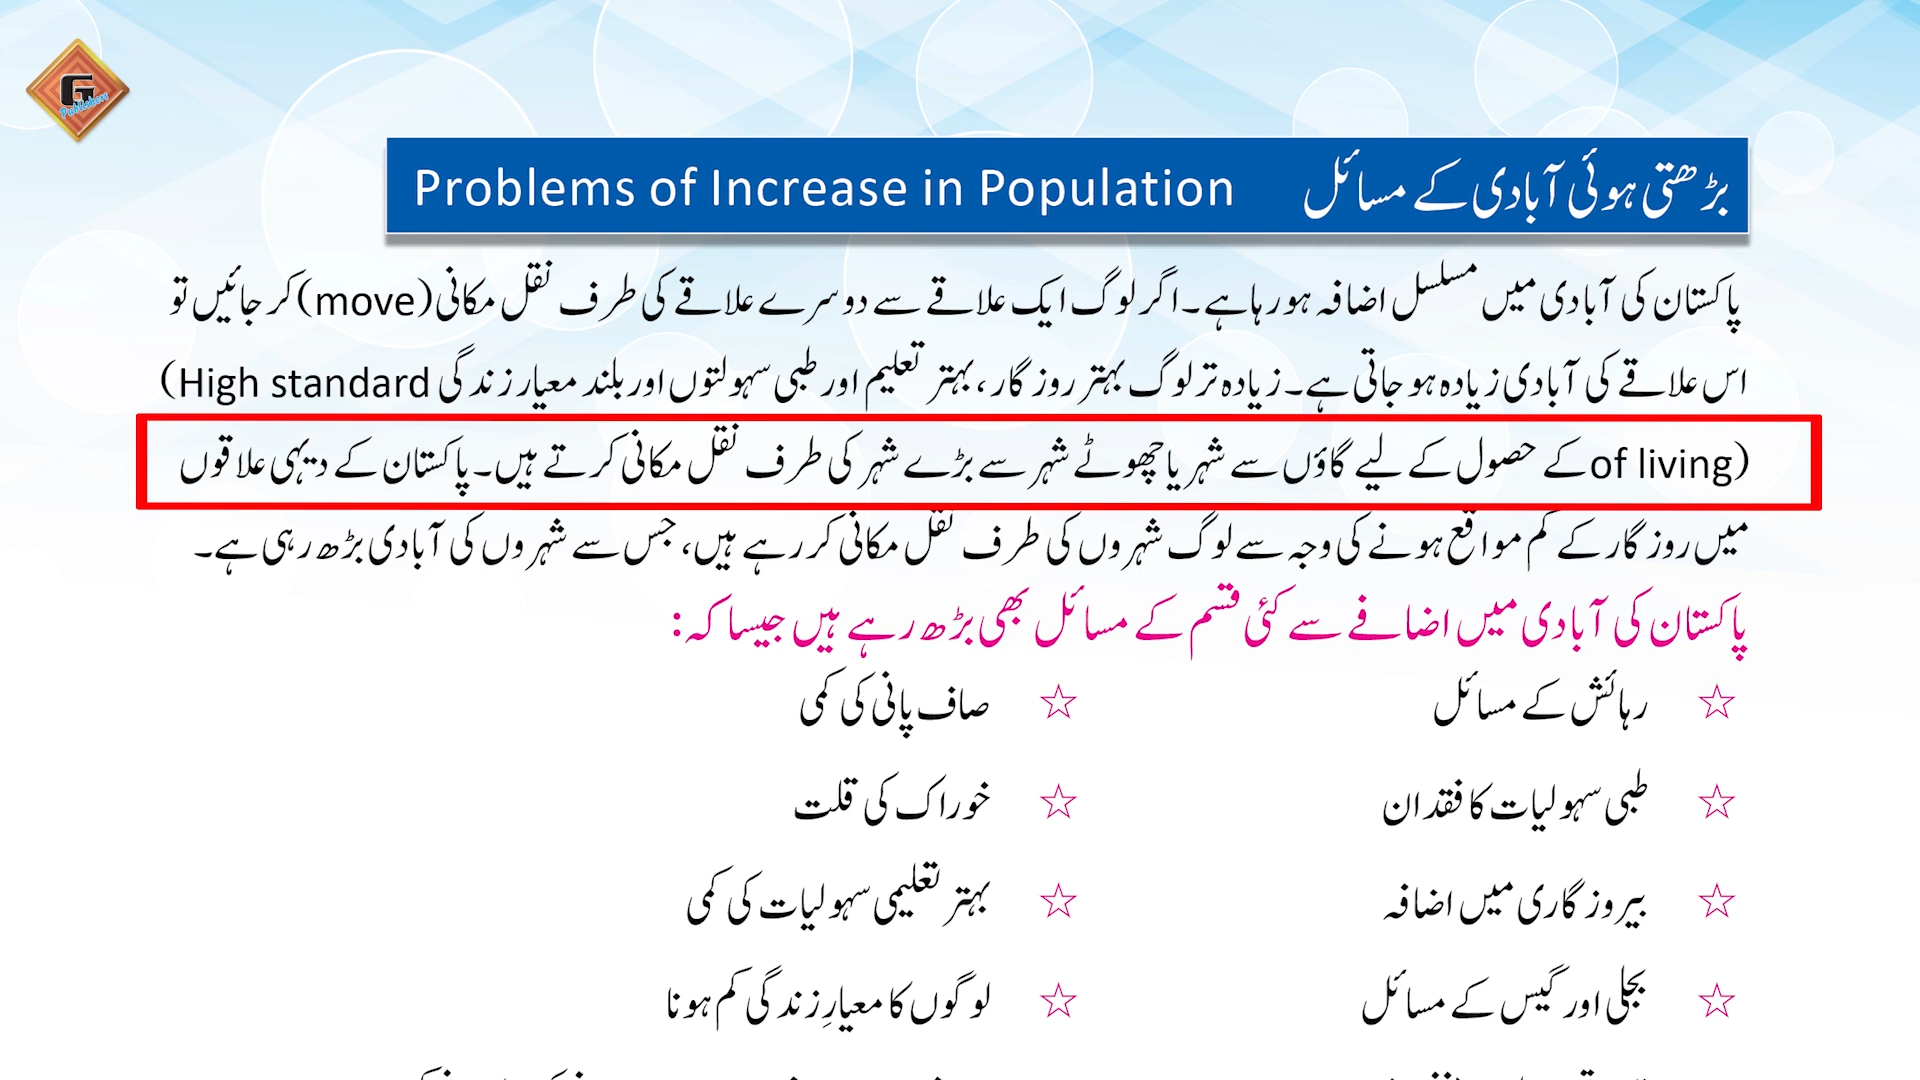 G
Publishers
بڑھتی ہوئی آبادی کے مسائل Problems of Increase in Population
پاکستان کی آبادی میں مسلسل اضافہ ہورہا ہے۔ اگر لوگ ایک علاقے سے دوسرے علاقے کی طرف نقل مکانی (move) کر جائیں تو
اس علاقے کی آبادی زیادہ ہو جاتی ہے۔ زیادہ تر لوگ بہتر روزگار، بہتر تعلیم اور طبی سہولتوں اور بلند معیار زندگی (High standard
of living) کے حصول کے لیے گاؤں سے شہر یا چھوٹے شہر سے بڑے شہر کی طرف نقل مکانی کرتے ہیں۔ پاکستان کے دیہی علاقوں
میں روزگار کے کم مواقع ہونے کی وجہ سے لوگ شہروں کی طرف نقل مکانی کر رہے ہیں، جس سے شہروں کی آبادی بڑھ رہی ہے۔
پاکستان کی آبادی میں اضافے سے کئی قسم کے مسائل بھی بڑھ رہے ہیں جیسا کہ:
☆ رہائش کے مسائل ☆ صاف پانی کی کمی
☆ طبی سہولیات کا فقدان ☆ خوراک کی قلت
☆ بیروزگاری میں اضافہ ☆ بہتر تعلیمی سہولیات کی کمی
☆ بجلی اور گیس کے مسائل ☆ لوگوں کا معیارِ زندگی کم ہونا